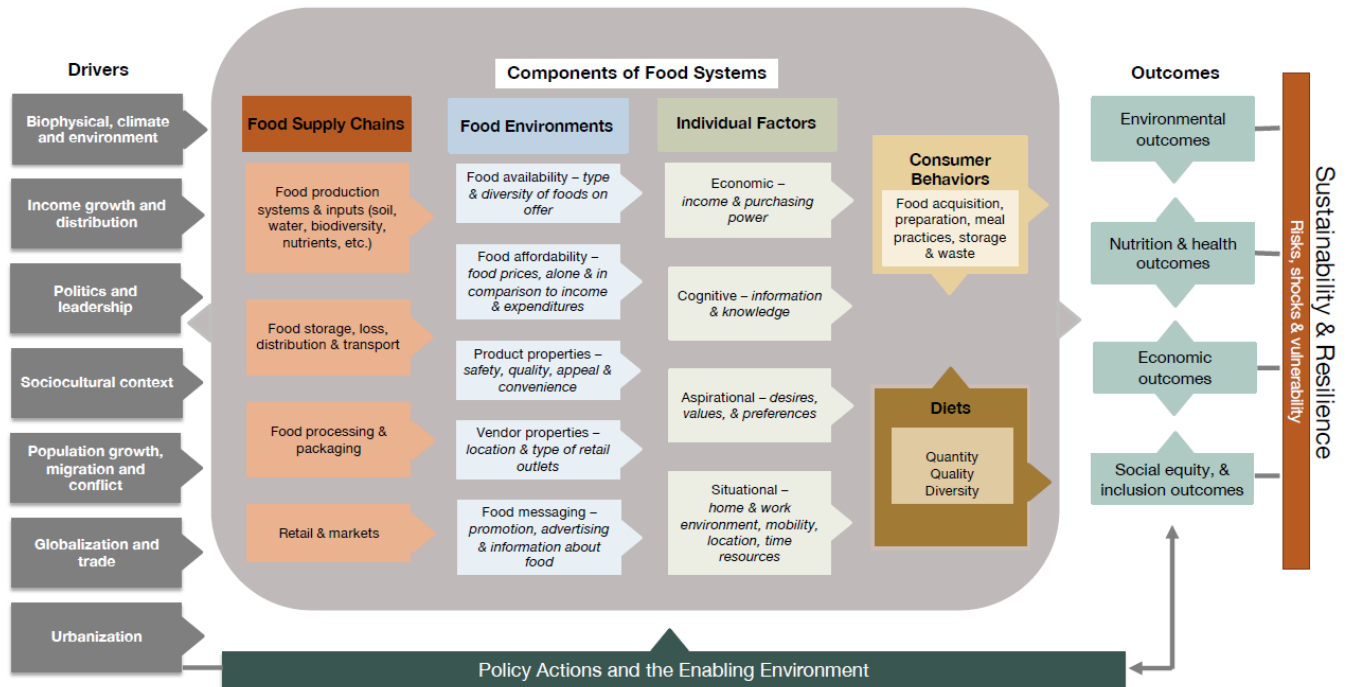 Drivers
Biophysical, climate
and environment
Income growth and
distribution
Politics and
leadership
Sociocultural context
Population growth,
migration and
conflict
Globalization and
trade
Urbanization
Components of Food Systems
Food Supply Chains
Food production
systems & inputs (soil,
water, biodiversity,
nutrients, etc.)
Food storage, loss,
distribution & transport
Food processing &
packaging
Retail & markets
Food Environments
Food availability – type
& diversity of foods on
offer
Food affordability –
food prices, alone & in
comparison to income
& expenditures
Product properties –
safety, quality, appeal &
convenience
Vendor properties –
location & type of retail
outlets
Food messaging –
promotion, advertising
& information about
food
Individual Factors
Economic –
income & purchasing
power
Cognitive – information
& knowledge
Aspirational – desires,
values, & preferences
Situational –
home & work
environment, mobility,
location, time
resources
Consumer
Behaviors
Food acquisition,
preparation, meal
practices, storage
& waste
Diets
Quantity
Quality
Diversity
Outcomes
Environmental
outcomes
Nutrition & health
outcomes
Economic
outcomes
Social equity, &
inclusion outcomes
Risks, shocks & vulnerability
Sustainability & Resilience
Policy Actions and the Enabling Environment